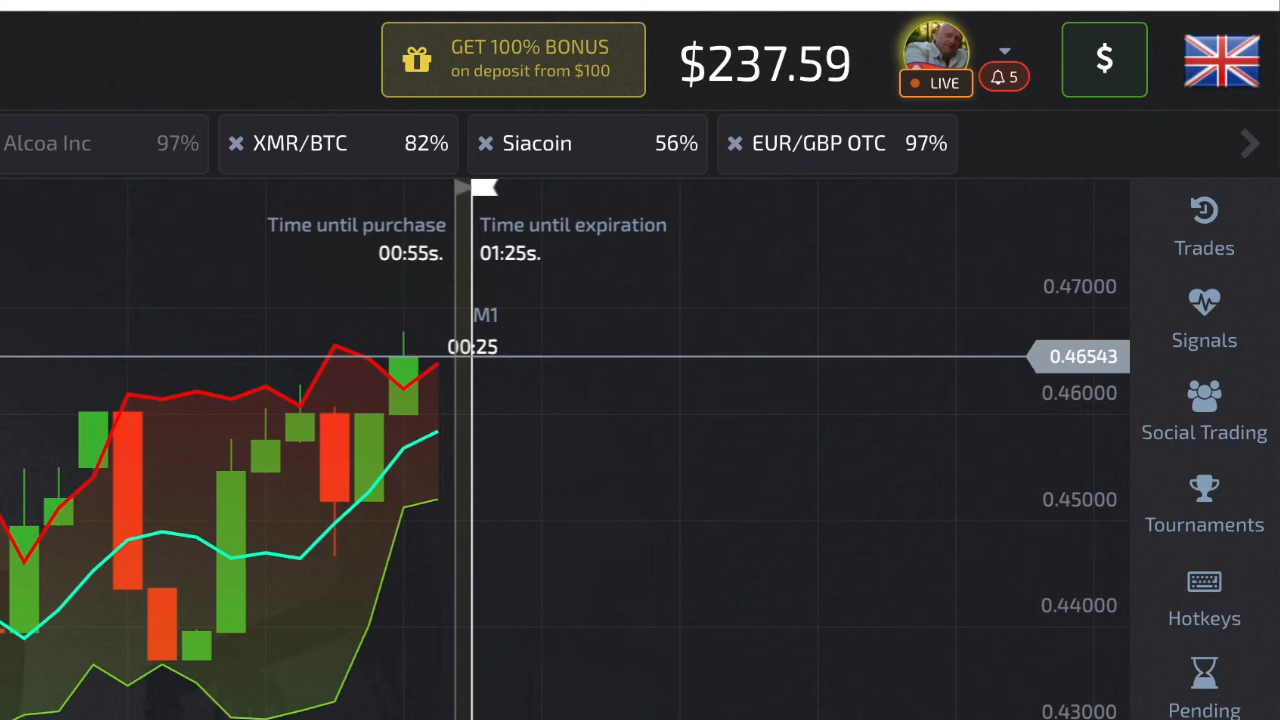 GET 100% BONUS
on deposit from $100
$237.59
LIVE
5
$
Alcoa Inc 97%
XMR/BTC 82%
Siacoin 56%
EUR/GBP OTC 97%
Time until purchase
00:55s.
Time until expiration
01:25s.
M1
00:25
0.47000
0.46543
0.46000
0.45000
0.44000
0.43000
Trades
Signals
Social Trading
Tournaments
Hotkeys
Pending